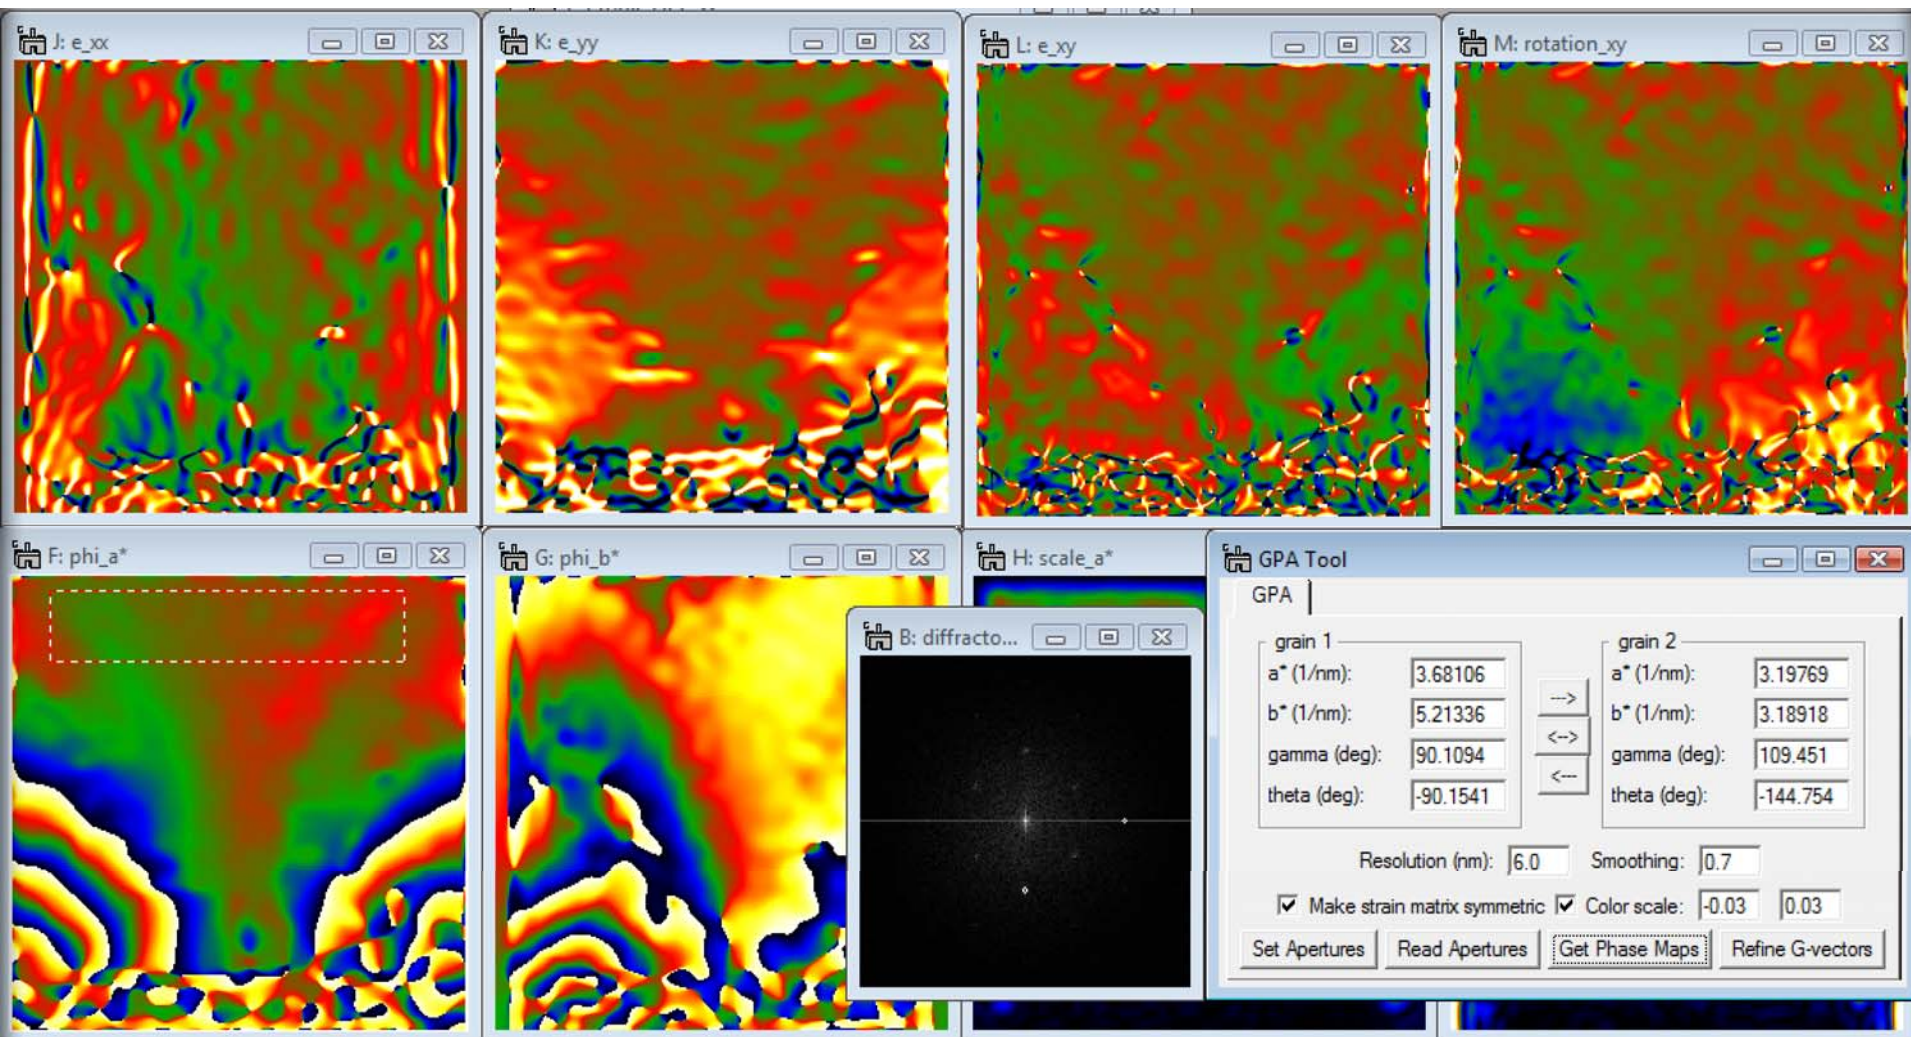 J: e_xx
K: e_yy
L: e_xy
M: rotation_xy
F: phi_a*
G: phi_b*
H: scale_a*
B: diffracto...
GPA Tool
GPA
grain 1
a* (1/nm): 3.68106
b* (1/nm): 5.21336
gamma (deg): 90.1094
theta (deg): -90.1541
--->
<-->
<---
grain 2
a* (1/nm): 3.19769
b* (1/nm): 3.18918
gamma (deg): 109.451
theta (deg): -144.754
Resolution (nm): 6.0 Smoothing: 0.7
Make strain matrix symmetric Color scale: -0.03 0.03
Set Apertures Read Apertures Get Phase Maps Refine G-vectors